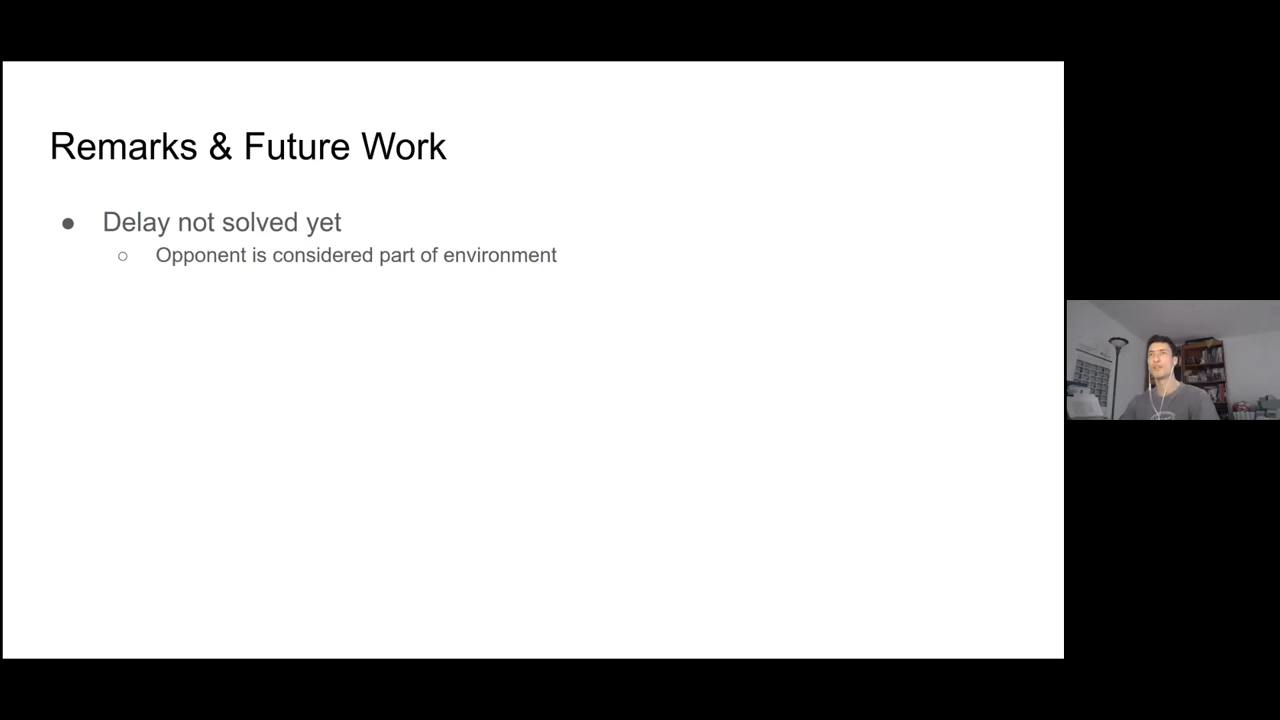 Remarks & Future Work
● Delay not solved yet
○ Opponent is considered part of environment